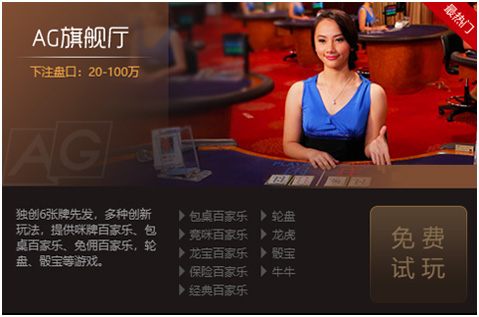 最热门
AG旗舰厅
下注盘口：20-100万
AG
独创6张牌先发，多种创新
玩法，提供咪牌百家乐、包
桌百家乐、免佣百家乐，轮
盘、骰宝等游戏。
包桌百家乐
竞咪百家乐
龙宝百家乐
保险百家乐
经典百家乐
轮盘
龙虎
骰宝
牛牛
免费
试玩